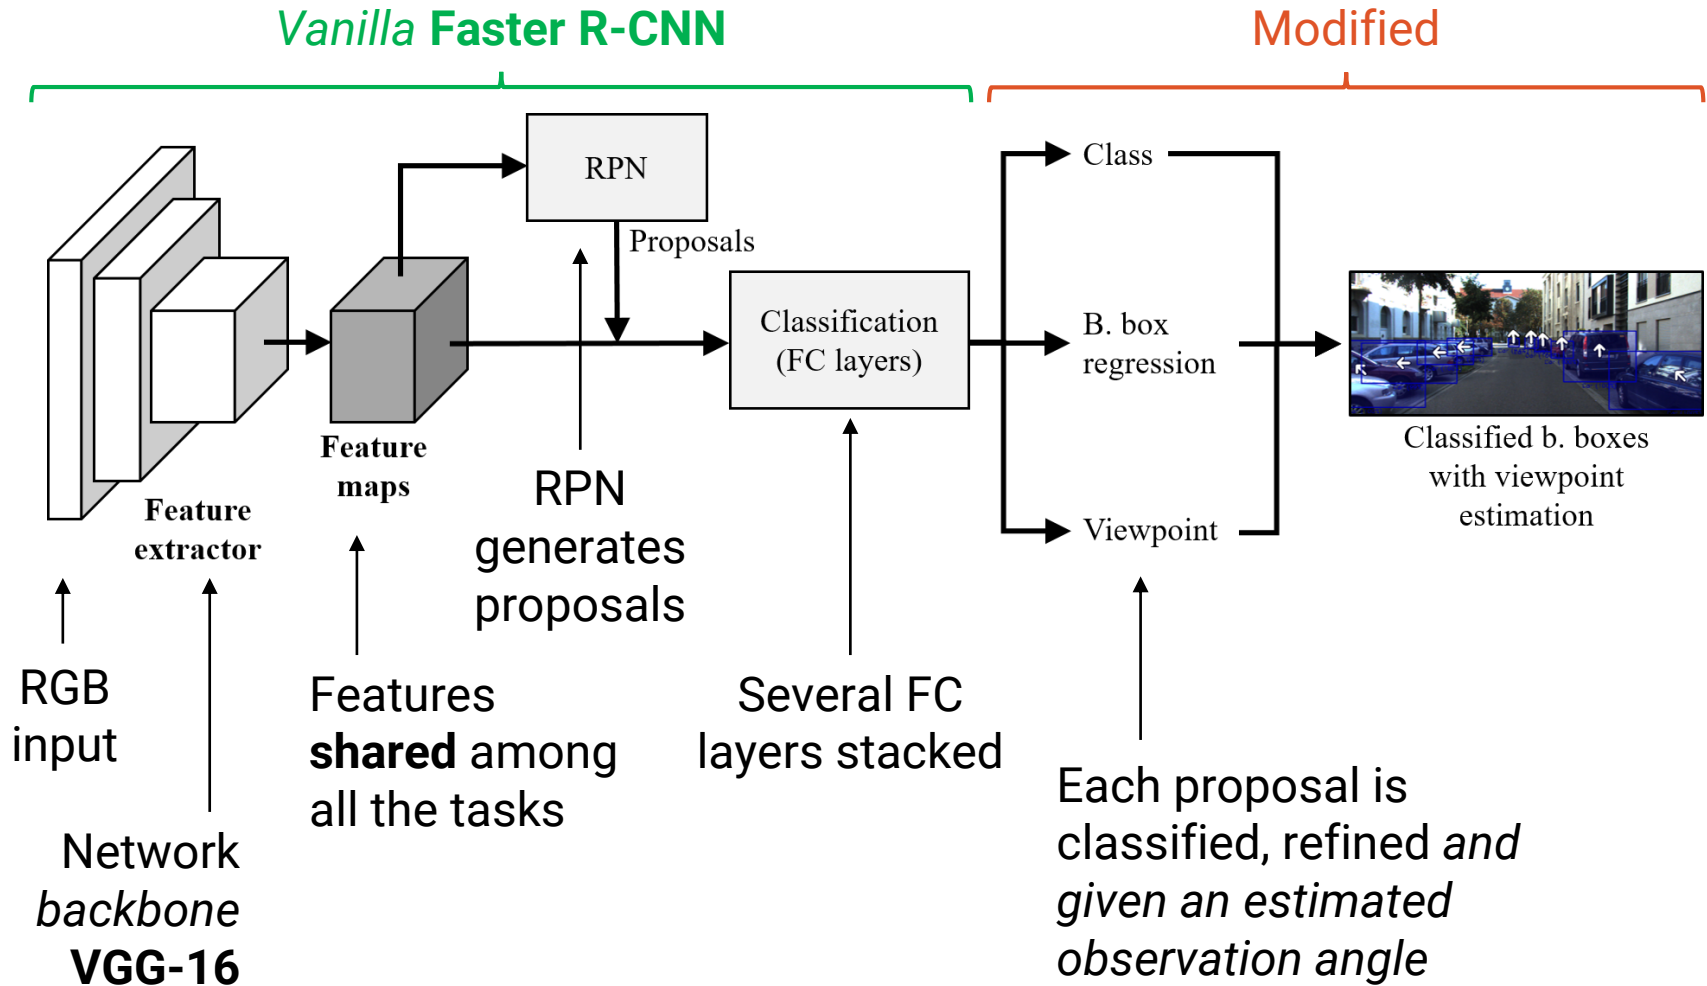 Vanilla Faster R-CNN
Modified
RPN
Proposals
Class
Classification
(FC layers)
B. box
regression
Viewpoint
Feature
maps
Feature
extractor
Classified b. boxes
with viewpoint
estimation
RPN
generates
proposals
RGB
input
Features
shared among
all the tasks
Several FC
layers stacked
Each proposal is
classified, refined and
given an estimated
observation angle
Network
backbone
VGG-16